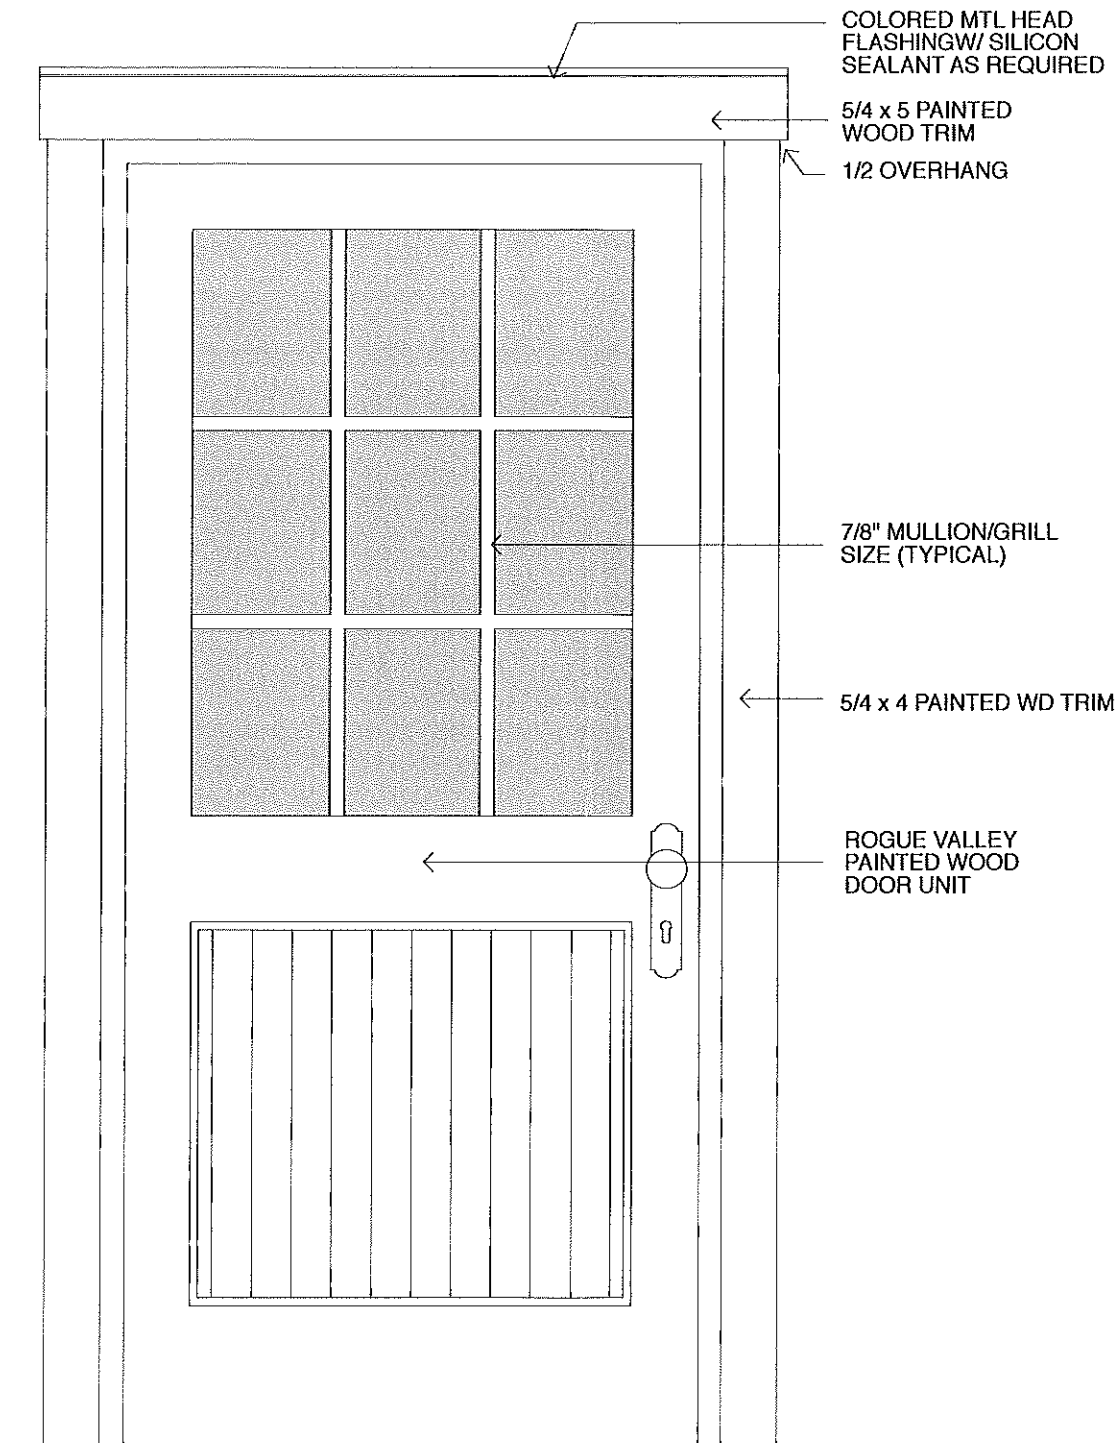 COLORED MTL HEAD
FLASHINGW/ SILICON
SEALANT AS REQUIRED
5/4 x 5 PAINTED
WOOD TRIM
1/2 OVERHANG
7/8" MULLION/GRILL
SIZE (TYPICAL)
5/4 x 4 PAINTED WD TRIM
ROGUE VALLEY
PAINTED WOOD
DOOR UNIT